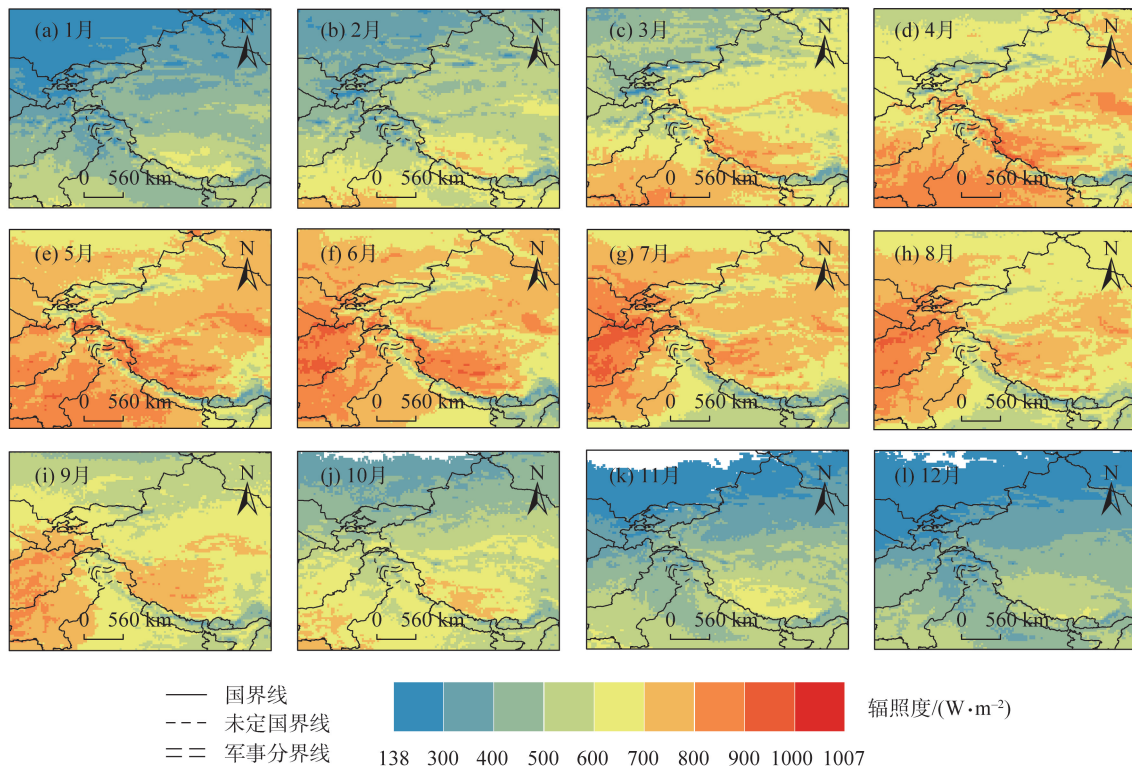 (a) 1月
N
0 560 km
(b) 2月
N
0 560 km
(c) 3月
N
0 560 km
(d) 4月
N
0 560 km
(e) 5月
N
0 560 km
(f) 6月
N
0 560 km
(g) 7月
N
0 560 km
(h) 8月
N
0 560 km
(i) 9月
N
0 560 km
(j) 10月
N
0 560 km
(k) 11月
N
0 560 km
(l) 12月
N
0 560 km
国界线
未定国界线
军事分界线
138 300 400 500 600 700 800 900 1000 1007
辐照度/(W·m⁻²)